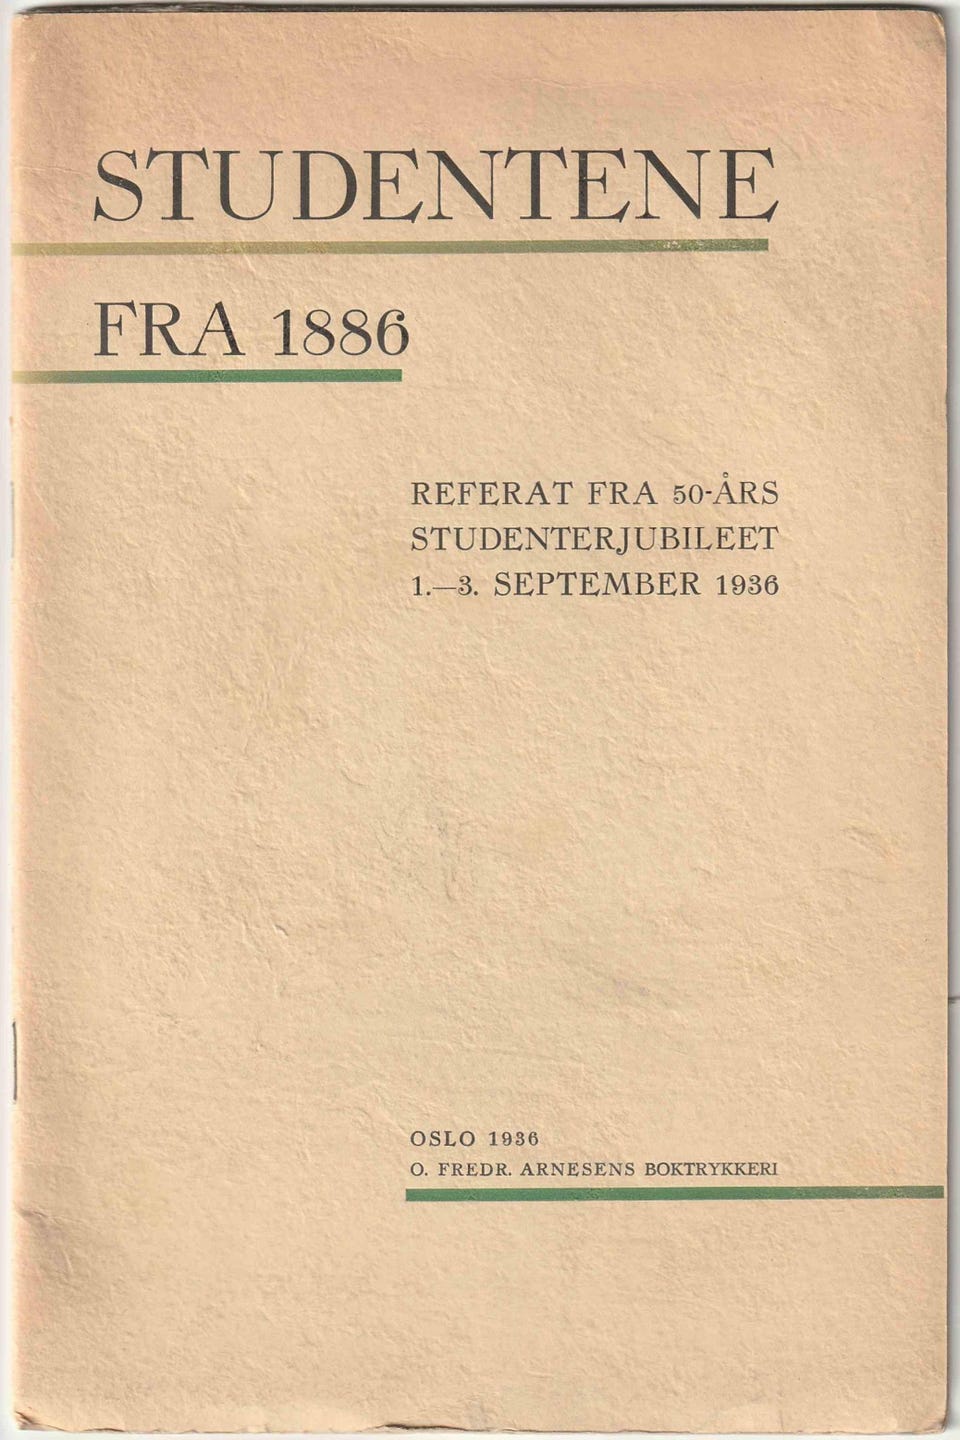 STUDENTENE
FRA 1886
REFERAT FRA 50-ÅRS
STUDENTERJUBILEET
1.—3. SEPTEMBER 1936
OSLO 1936
O. FREDR. ARNESENS BOKTRYKKERI